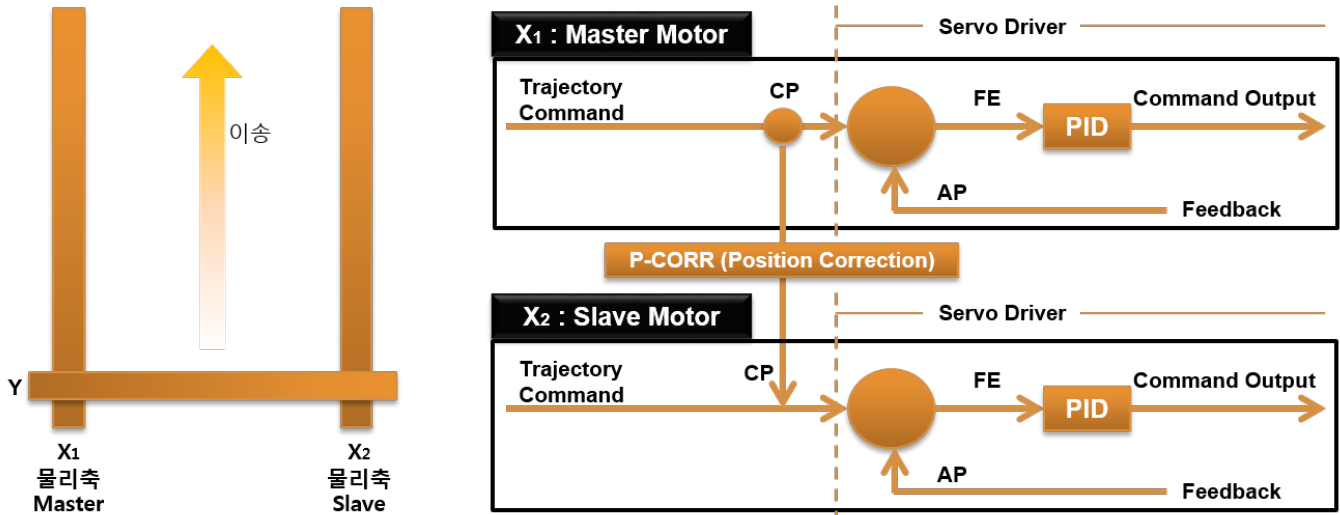 이송
Y
X1
물리축
Master
X2
물리축
Slave
X1 : Master Motor
Servo Driver
Trajectory
Command
CP
FE
PID
Command Output
AP
Feedback
P-CORR (Position Correction)
X2 : Slave Motor
Servo Driver
Trajectory
Command
CP
FE
PID
Command Output
AP
Feedback